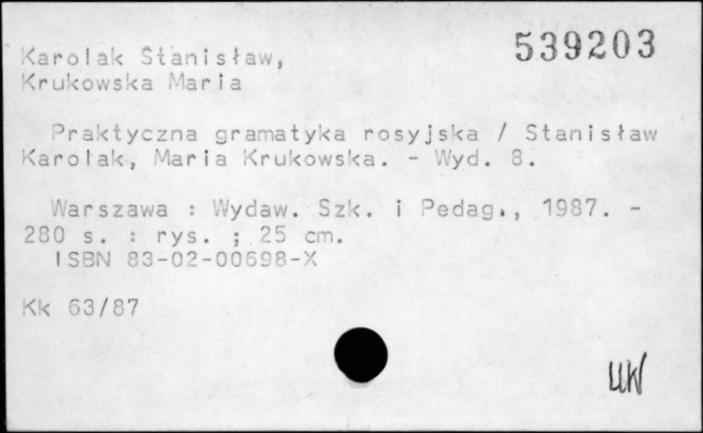 539203
Karolak Stanisław,
Krukowska Maria
Praktyczna gramatyka rosyjska / Stanisław
Karolak, Maria Krukowska. - Wyd. 8.
Warszawa : Wydaw. Szk. i Pedag., 1987. -
280 s. : rys. ; 25 cm.
ISBN 83-02-00698-X
Kk 63/87
UW